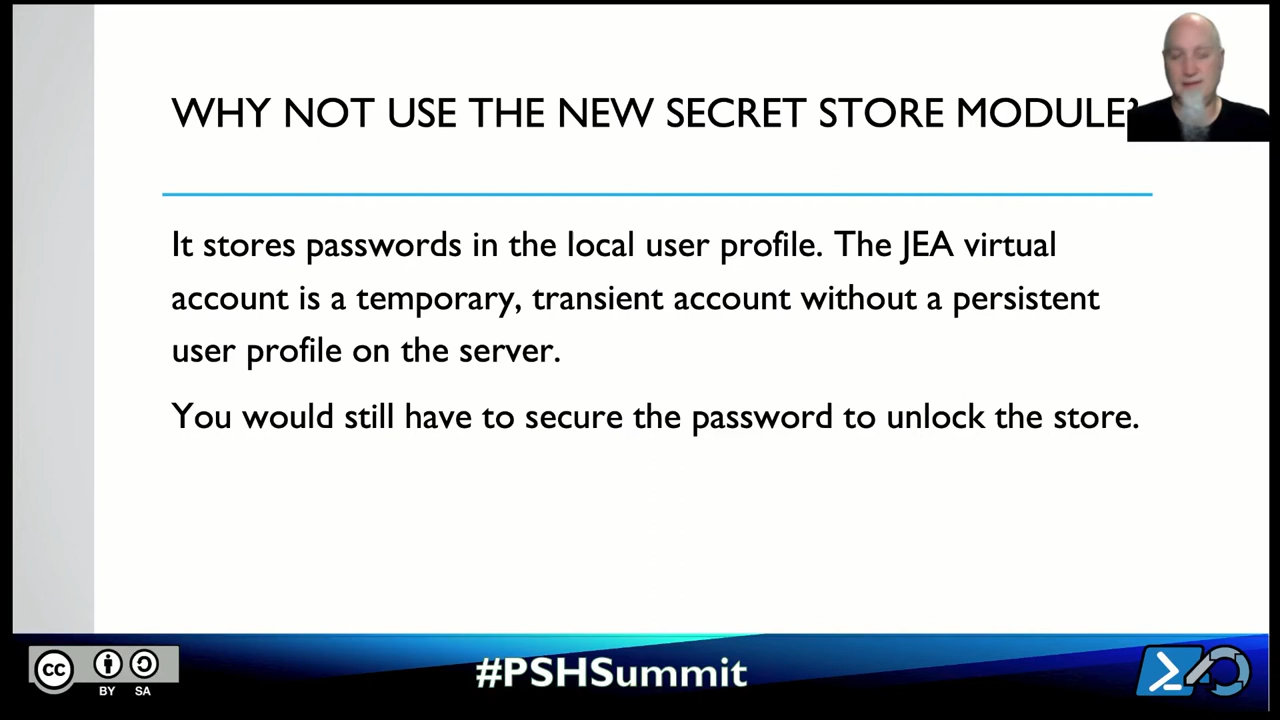 WHY NOT USE THE NEW SECRET STORE MODULE?
It stores passwords in the local user profile. The JEA virtual
account is a temporary, transient account without a persistent
user profile on the server.
You would still have to secure the password to unlock the store.
cc
BY SA
#PSHSummit